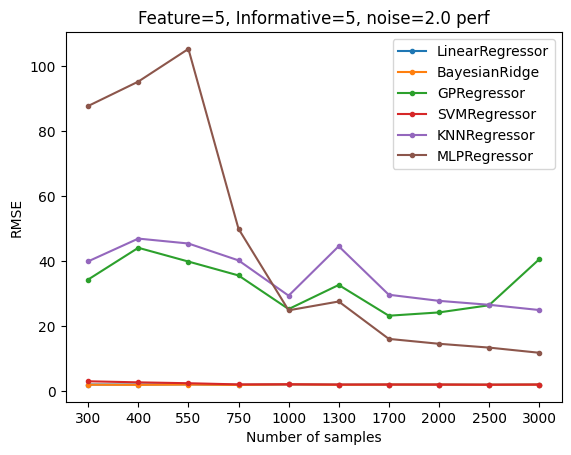 Feature=5, Informative=5, noise=2.0 perf
LinearRegressor
BayesianRidge
GPRegressor
SVMRegressor
KNNRegressor
MLPRegressor
RMSE
100
80
60
40
20
0
300 400 550 750 1000 1300 1700 2000 2500 3000
Number of samples